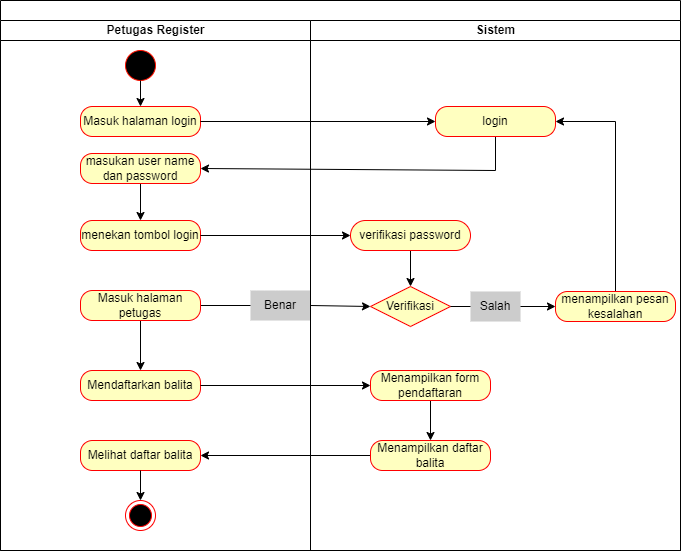 Petugas Register
Sistem
Masuk halaman login
login
masukan user name
dan password
menekan tombol login
verifikasi password
Masuk halaman
petugas
Benar
Verifikasi
Salah
menampilkan pesan
kesalahan
Mendaftarkan balita
Menampilkan form
pendaftaran
Melihat daftar balita
Menampilkan daftar
balita